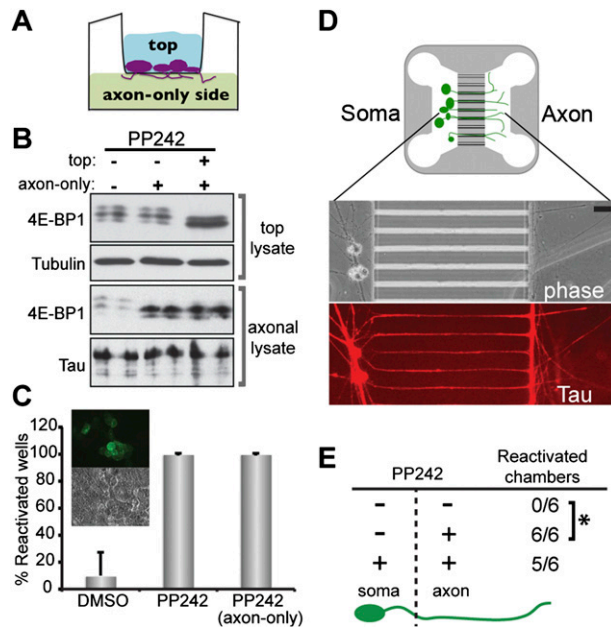 A
top
axon-only side
B
PP242
top: - - +
axon-only: - + +
4E-BP1
Tubulin
top lysate
4E-BP1
Tau
axonal lysate
C
% Reactivated wells
120
100
80
60
40
20
0
DMSO
PP242
PP242 (axon-only)
D
Soma
Axon
phase
Tau
E
PP242
Reactivated chambers
- - 0/6
- + 6/6
*
+ + 5/6
soma
axon